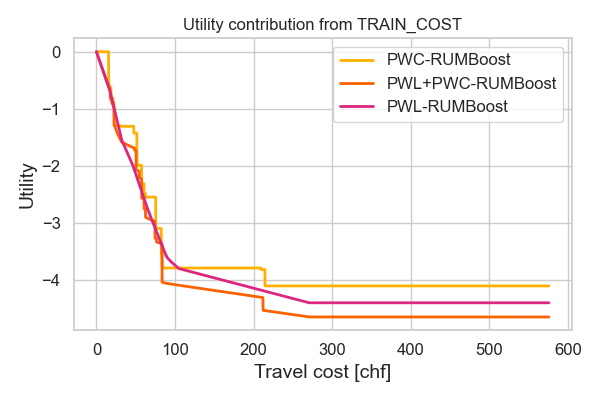 Utility contribution from TRAIN_COST
PWC-RUMBoost
PWL+PWC-RUMBoost
PWL-RUMBoost
Utility
0
−1
−2
−3
−4
0 100 200 300 400 500 600
Travel cost [chf]